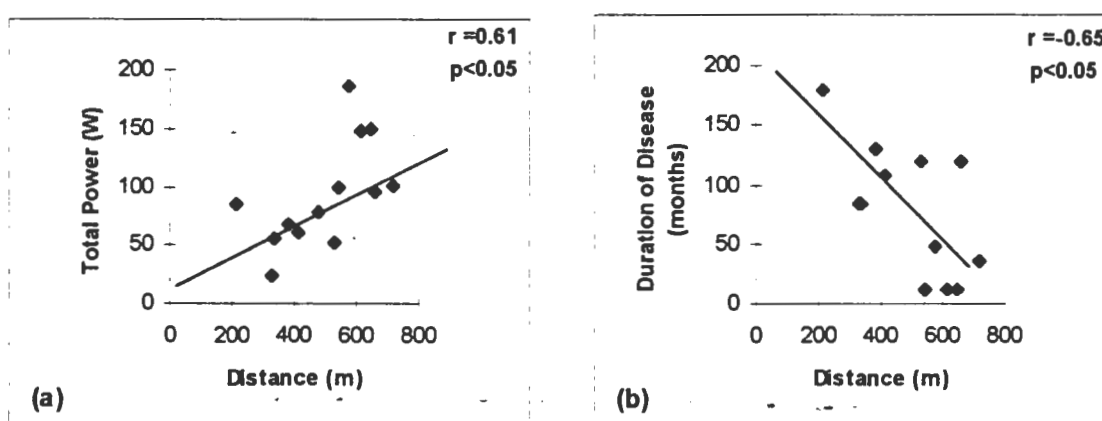 r =0.61
p<0.05
200
150
100
50
0
Total Power (W)
0 200 400 600 800
Distance (m)
(a)
r =-0.65
p<0.05
200
150
100
50
0
Duration of Disease
(months)
0 200 400 600 800
Distance (m)
(b)